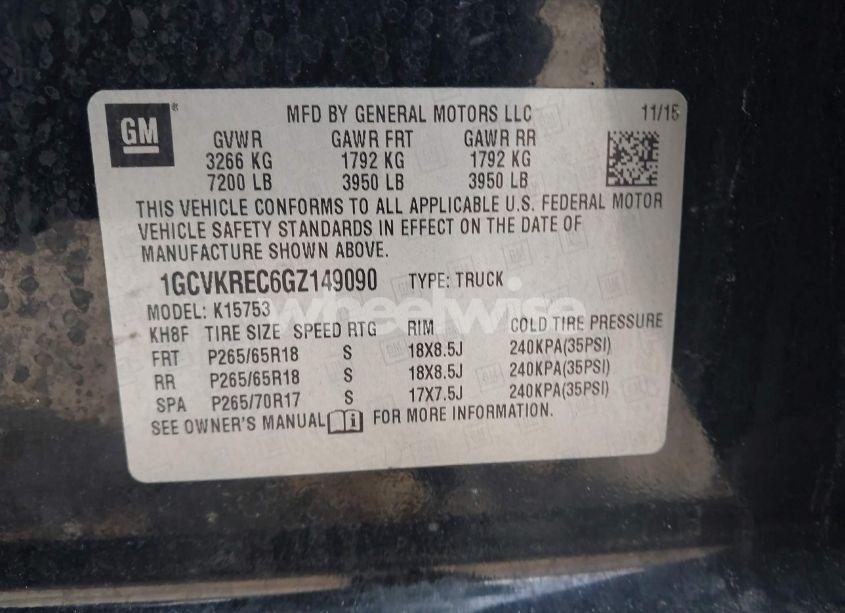 GM® MFD BY GENERAL MOTORS LLC 11/15
GVWR GAWR FRT GAWR RR
3266 KG 1792 KG 1792 KG
7200 LB 3950 LB 3950 LB
THIS VEHICLE CONFORMS TO ALL APPLICABLE U.S. FEDERAL MOTOR
VEHICLE SAFETY STANDARDS IN EFFECT ON THE DATE OF
MANUFACTURE SHOWN ABOVE.
1GCVKREC6GZ149090 TYPE: TRUCK
MODEL: K15753
wheelwise
KH8F TIRE SIZE SPEED RTG RIM COLD TIRE PRESSURE
FRT P265/65R18 S 18X8.5J 240KPA(35PSI)
RR P265/65R18 S 18X8.5J 240KPA(35PSI)
SPA P265/70R17 S 17X7.5J 240KPA(35PSI)
SEE OWNER'S MANUAL FOR MORE INFORMATION.